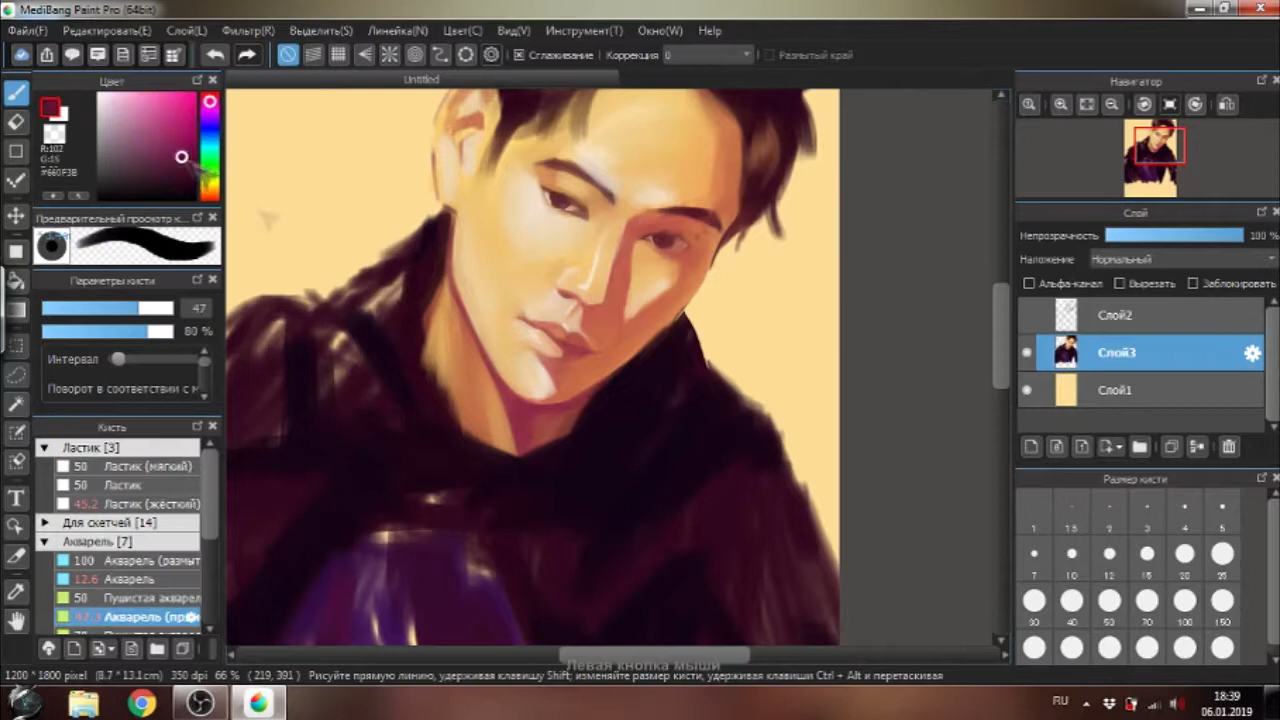 MediBang Paint Pro (64bit)
Файл(F) Редактировать(E) Слой(L) Фильтр(R) Выделить(S) Линейка(N) Цвет(C) Вид(V) Инструмент(T) Окно(W) Help
Сглаживание Коррекция 0 Размытый край
Цвет
Untitled
Навигатор
R:102
G:15
#660F3B
Предварительный просмотр к...
Параметры кисти
47
80 %
Интервал
Поворот в соответствии с н
Кисть
Ластик [3]
50 Ластик (мягкий)
50 Ластик
45.2 Ластик (жёсткий)
Для скетчей [14]
Акварель [7]
100 Акварель (размыт
12.6 Акварель
50 Пушистая акварел
47.3 Акварель (пр
Слой
Непрозрачность 100 %
Наложение Нормальный
Альфа-канал Вырезать Заблокировать
Слой2
Слой3
Слой1
Размер кисти
1 1.5 2 3 4 5
7 10 12 15 20 25
30 40 50 70 100 150
Левая кнопка мыши
1200 * 1800 pixel (8.7 * 13.1cm) 350 dpi 66 % ( 219, 391 ) Рисуйте прямую линию, удерживая клавишу Shift; изменяйте размер кисти, удерживая клавиши Ctrl + Alt и перетаскивая
RU
18:39
06.01.2019